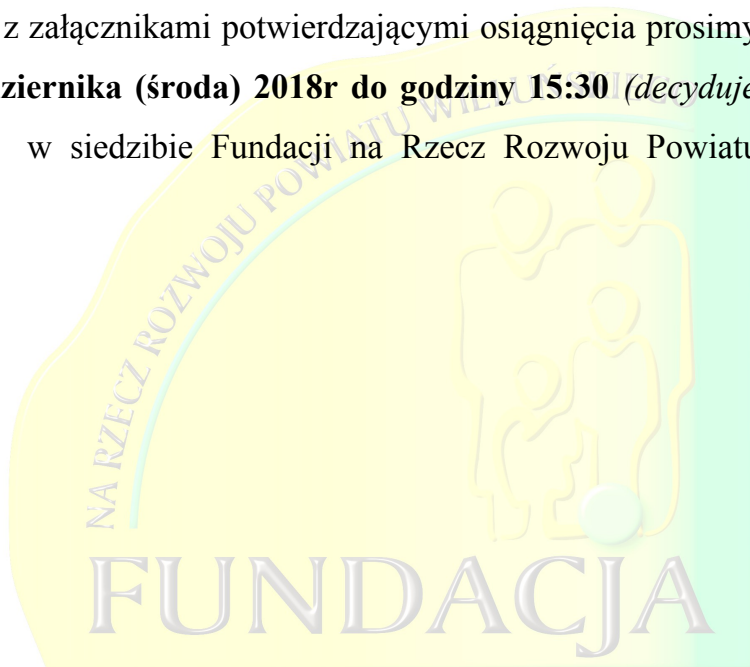 z załącznikami potwierdzającymi osiągnięcia prosimy
ziernika (środa) 2018r do godziny 15:30 (decyduje
w siedzibie Fundacji na Rzecz Rozwoju Powiatu
NA RZECZ ROZWOJU POWIATU WIELUŃSKIEGO
FUNDACJA